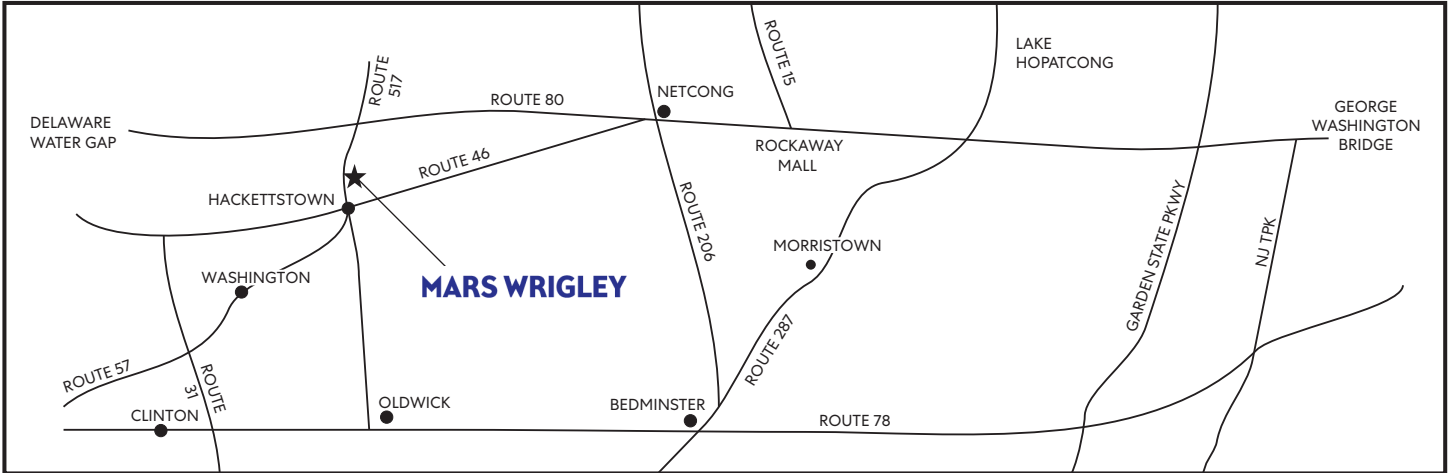 LAKE
HOPATCONG
ROUTE 15
ROUTE
517
NETCONG
ROUTE 80
GEORGE
WASHINGTON
BRIDGE
DELAWARE
WATER GAP
ROCKAWAY
MALL
ROUTE 46
HACKETTSTOWN
ROUTE 206
GARDEN STATE PKWY
NJ TPK
MORRISTOWN
WASHINGTON
MARS WRIGLEY
ROUTE 287
ROUTE 57
ROUTE
31
OLDWICK
BEDMINSTER
CLINTON
ROUTE 78